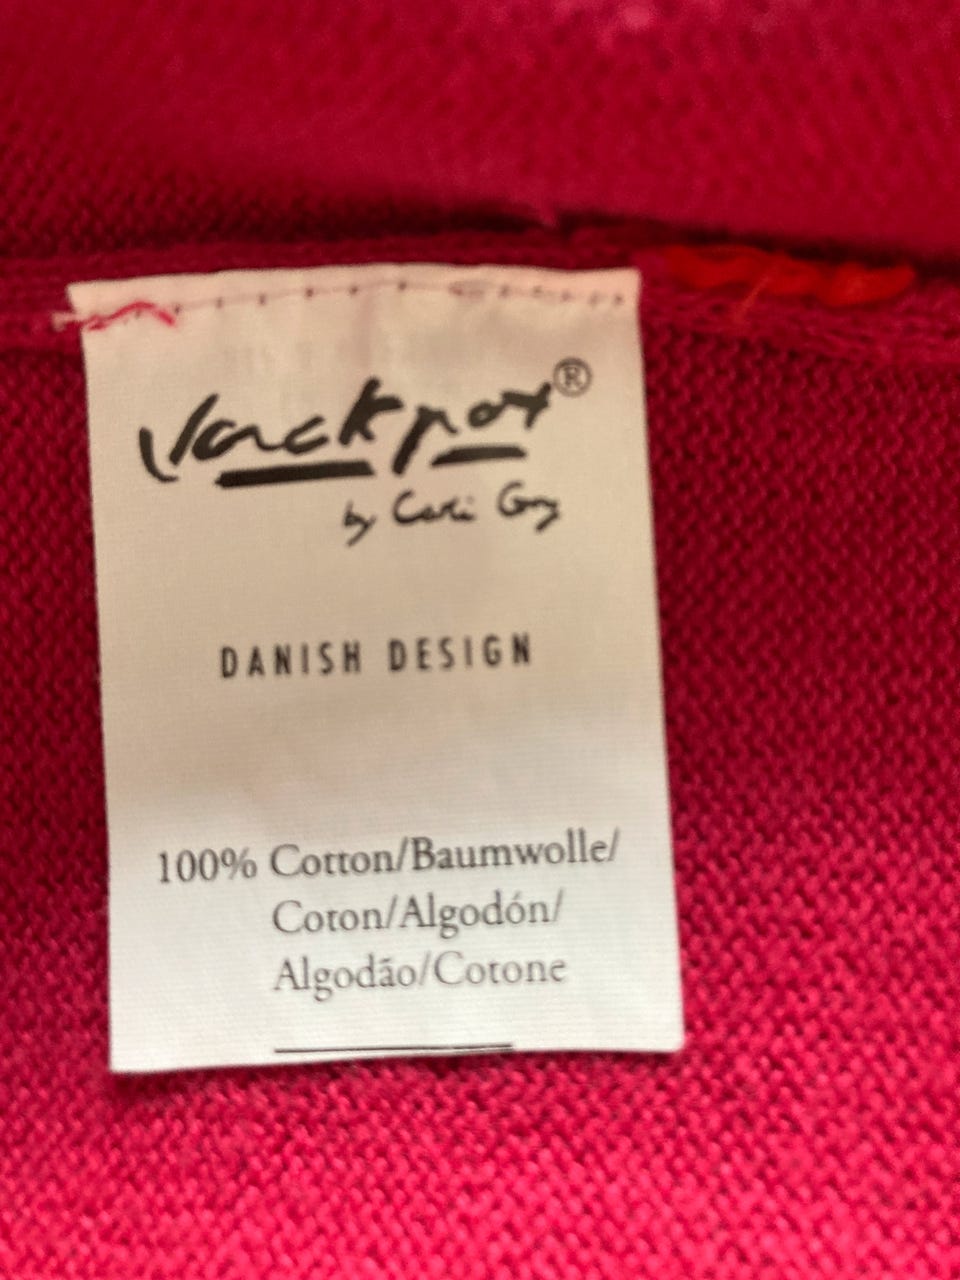 Jackpot®
by Carli Gry
DANISH DESIGN
100% Cotton/Baumwolle/
Coton/Algodón/
Algodão/Cotone